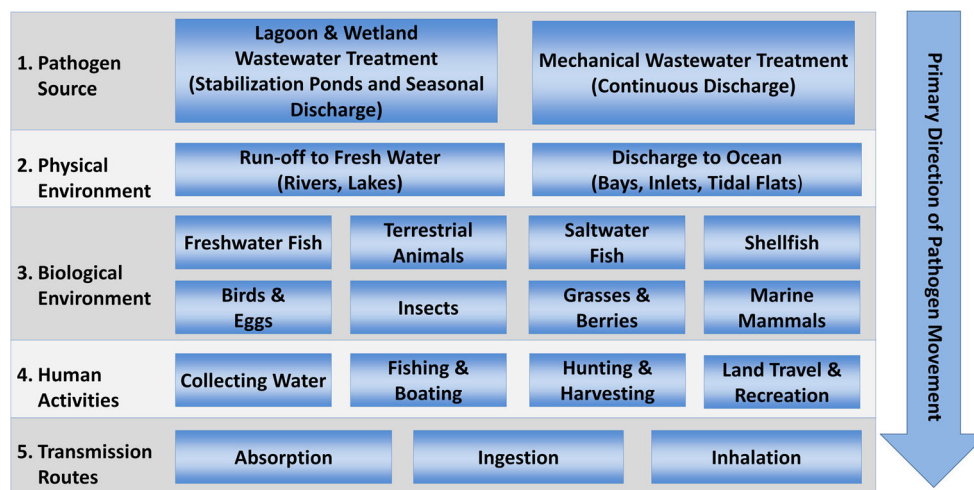 1. Pathogen
Source
Lagoon & Wetland
Wastewater Treatment
(Stabilization Ponds and Seasonal
Discharge)
Mechanical Wastewater Treatment
(Continuous Discharge)
2. Physical
Environment
Run-off to Fresh Water
(Rivers, Lakes)
Discharge to Ocean
(Bays, Inlets, Tidal Flats)
3. Biological
Environment
Freshwater Fish
Terrestrial
Animals
Saltwater
Fish
Shellfish
Birds &
Eggs
Insects
Grasses &
Berries
Marine
Mammals
4. Human
Activities
Collecting Water
Fishing &
Boating
Hunting &
Harvesting
Land Travel &
Recreation
5. Transmission
Routes
Absorption
Ingestion
Inhalation
Primary Direction of Pathogen Movement